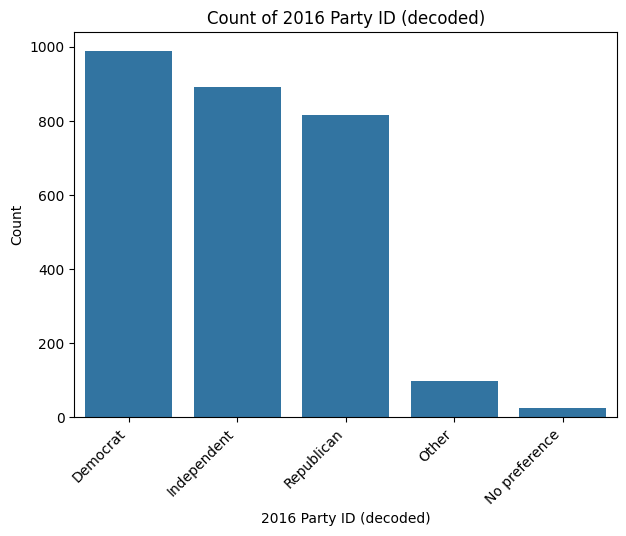 Count of 2016 Party ID (decoded)
1000
800
600
400
200
0
Count
Democrat
Independent
Republican
Other
No preference
2016 Party ID (decoded)